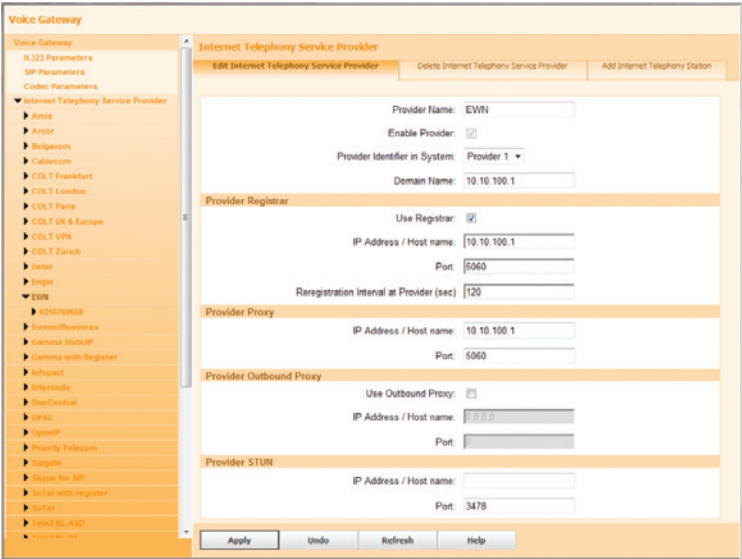 Voice Gateway
Voice Gateway
H.323 Parameters
SIP Parameters
Codec Parameters
Internet Telephony Service Provider
Amis
Arcor
Belgacom
Cablecom
COLT Frankfurt
COLT London
COLT Paris
COLT UK & Europe
COLT VPN
COLT Zürich
Detel
Engin
EWN
6316769669
freenetBusiness
Gamma StaticIP
Gamma with Register
Infopact
Internode
OneCentral
OPAL
OpenIP
Priority Telecom
Sipgate
Skype for SIP
SoTel with register
SoTel
Tele2 NL-ASD
Internet Telephony Service Provider
Edit Internet Telephony Service Provider
Delete Internet Telephony Service Provider
Add Internet Telephony Station
Provider Name: EWN
Enable Provider:
Provider Identifier in System: Provider 1
Domain Name: 10.10.100.1
Provider Registrar
Use Registrar:
IP Address / Host name: 10.10.100.1
Port: 5060
Reregistration Interval at Provider (sec) 120
Provider Proxy
IP Address / Host name: 10.10.100.1
Port: 5060
Provider Outbound Proxy
Use Outbound Proxy:
IP Address / Host name: 0.0.0.0
Port: 0
Provider STUN
IP Address / Host name:
Port: 3478
Apply
Undo
Refresh
Help